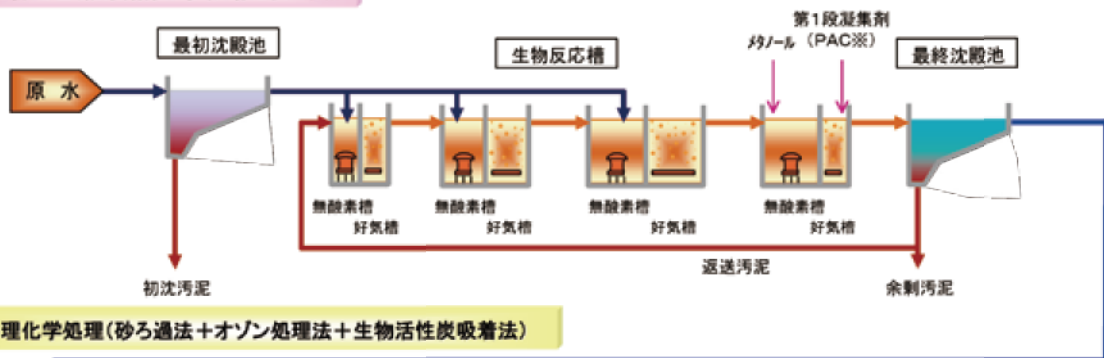 最初沈殿池
生物反応槽
第1段凝集剤
メタノール (PAC※)
最終沈殿池
原 水
無酸素槽
好気槽
無酸素槽
好気槽
無酸素槽
好気槽
無酸素槽
好気槽
返送汚泥
初沈汚泥
余剰汚泥
理化学処理(砂ろ過法+オゾン処理法+生物活性炭吸着法)